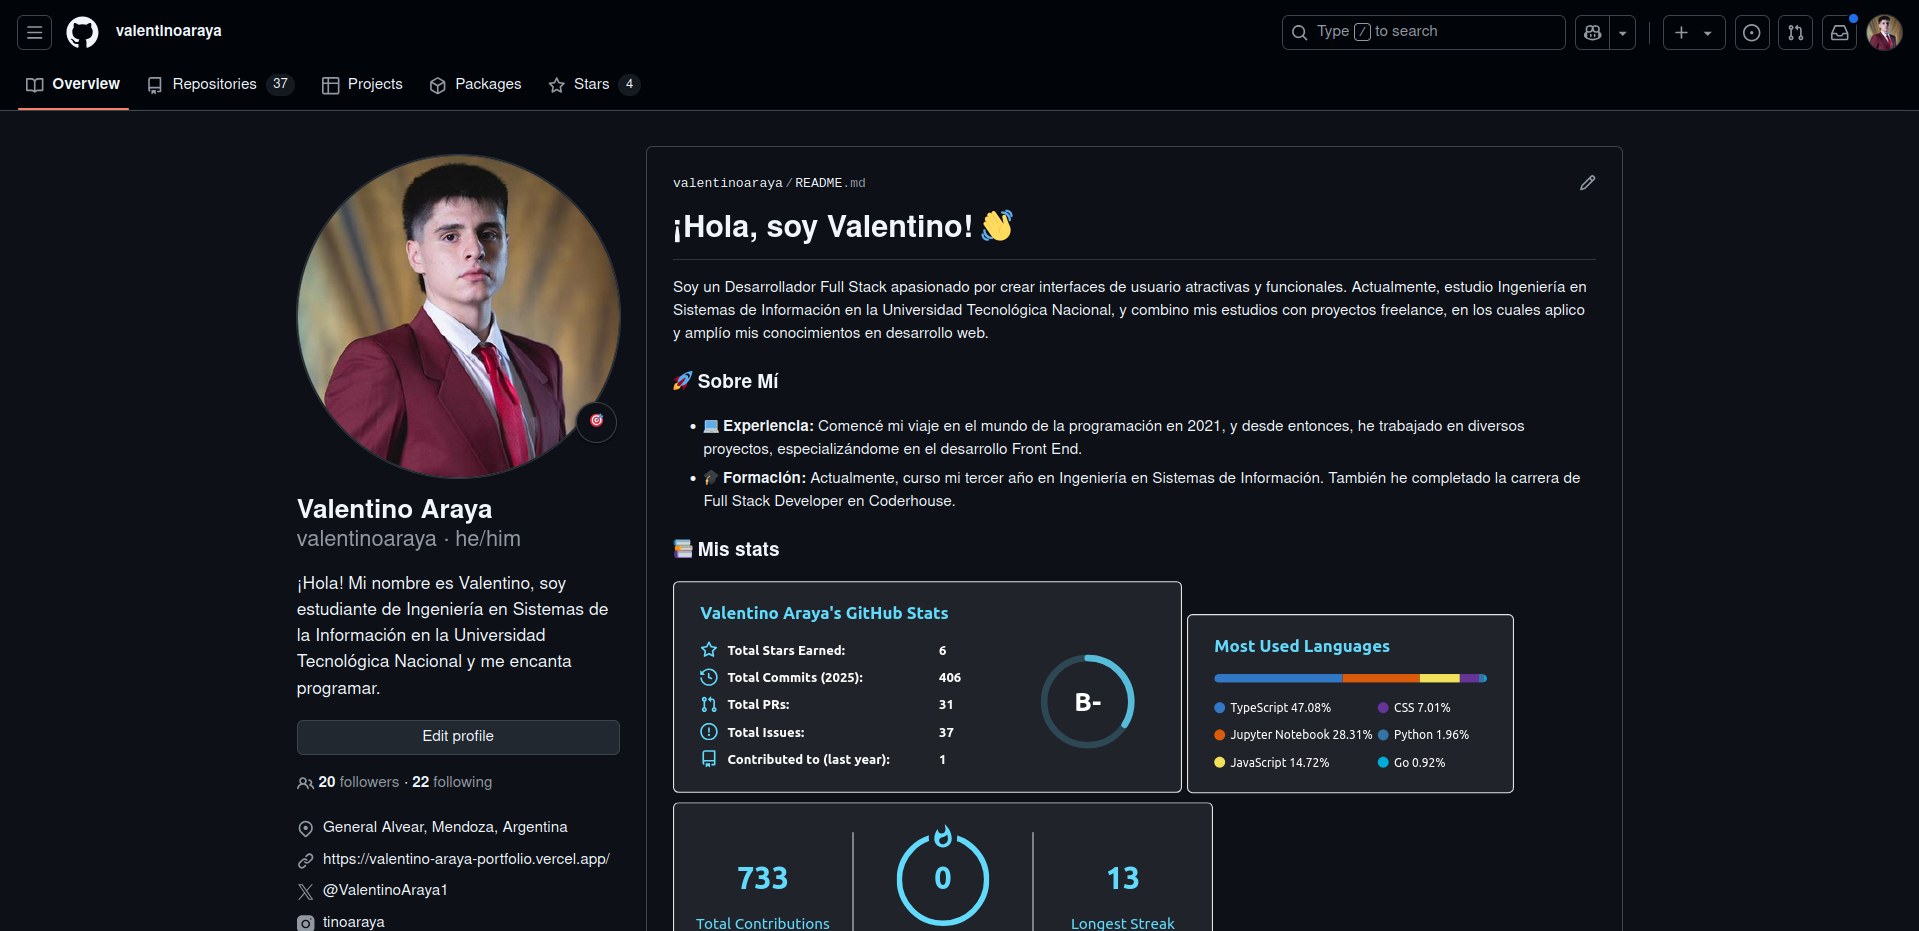 valentinoaraya
Type / to search
Overview
Repositories 37
Projects
Packages
Stars 4
Valentino Araya
valentinoaraya · he/him
¡Hola! Mi nombre es Valentino, soy
estudiante de Ingeniería en Sistemas de
la Información en la Universidad
Tecnológica Nacional y me encanta
programar.
Edit profile
20 followers · 22 following
General Alvear, Mendoza, Argentina
https://valentino-araya-portfolio.vercel.app/
@ValentinoAraya1
tinoaraya
valentinoaraya/README.md
¡Hola, soy Valentino! 👋
Soy un Desarrollador Full Stack apasionado por crear interfaces de usuario atractivas y funcionales. Actualmente, estudio Ingeniería en
Sistemas de Información en la Universidad Tecnológica Nacional, y combino mis estudios con proyectos freelance, en los cuales aplico
y amplío mis conocimientos en desarrollo web.
🚀 Sobre Mí
• 💻 Experiencia: Comencé mi viaje en el mundo de la programación en 2021, y desde entonces, he trabajado en diversos
proyectos, especializándome en el desarrollo Front End.
• 🎓 Formación: Actualmente, curso mi tercer año en Ingeniería en Sistemas de Información. También he completado la carrera de
Full Stack Developer en Coderhouse.
📚 Mis stats
Valentino Araya's GitHub Stats
Total Stars Earned: 6
Total Commits (2025): 406
Total PRs: 31
Total Issues: 37
Contributed to (last year): 1
B-
Most Used Languages
TypeScript 47.08%
Jupyter Notebook 28.31%
JavaScript 14.72%
CSS 7.01%
Python 1.96%
Go 0.92%
733
Total Contributions
0
13
Longest Streak